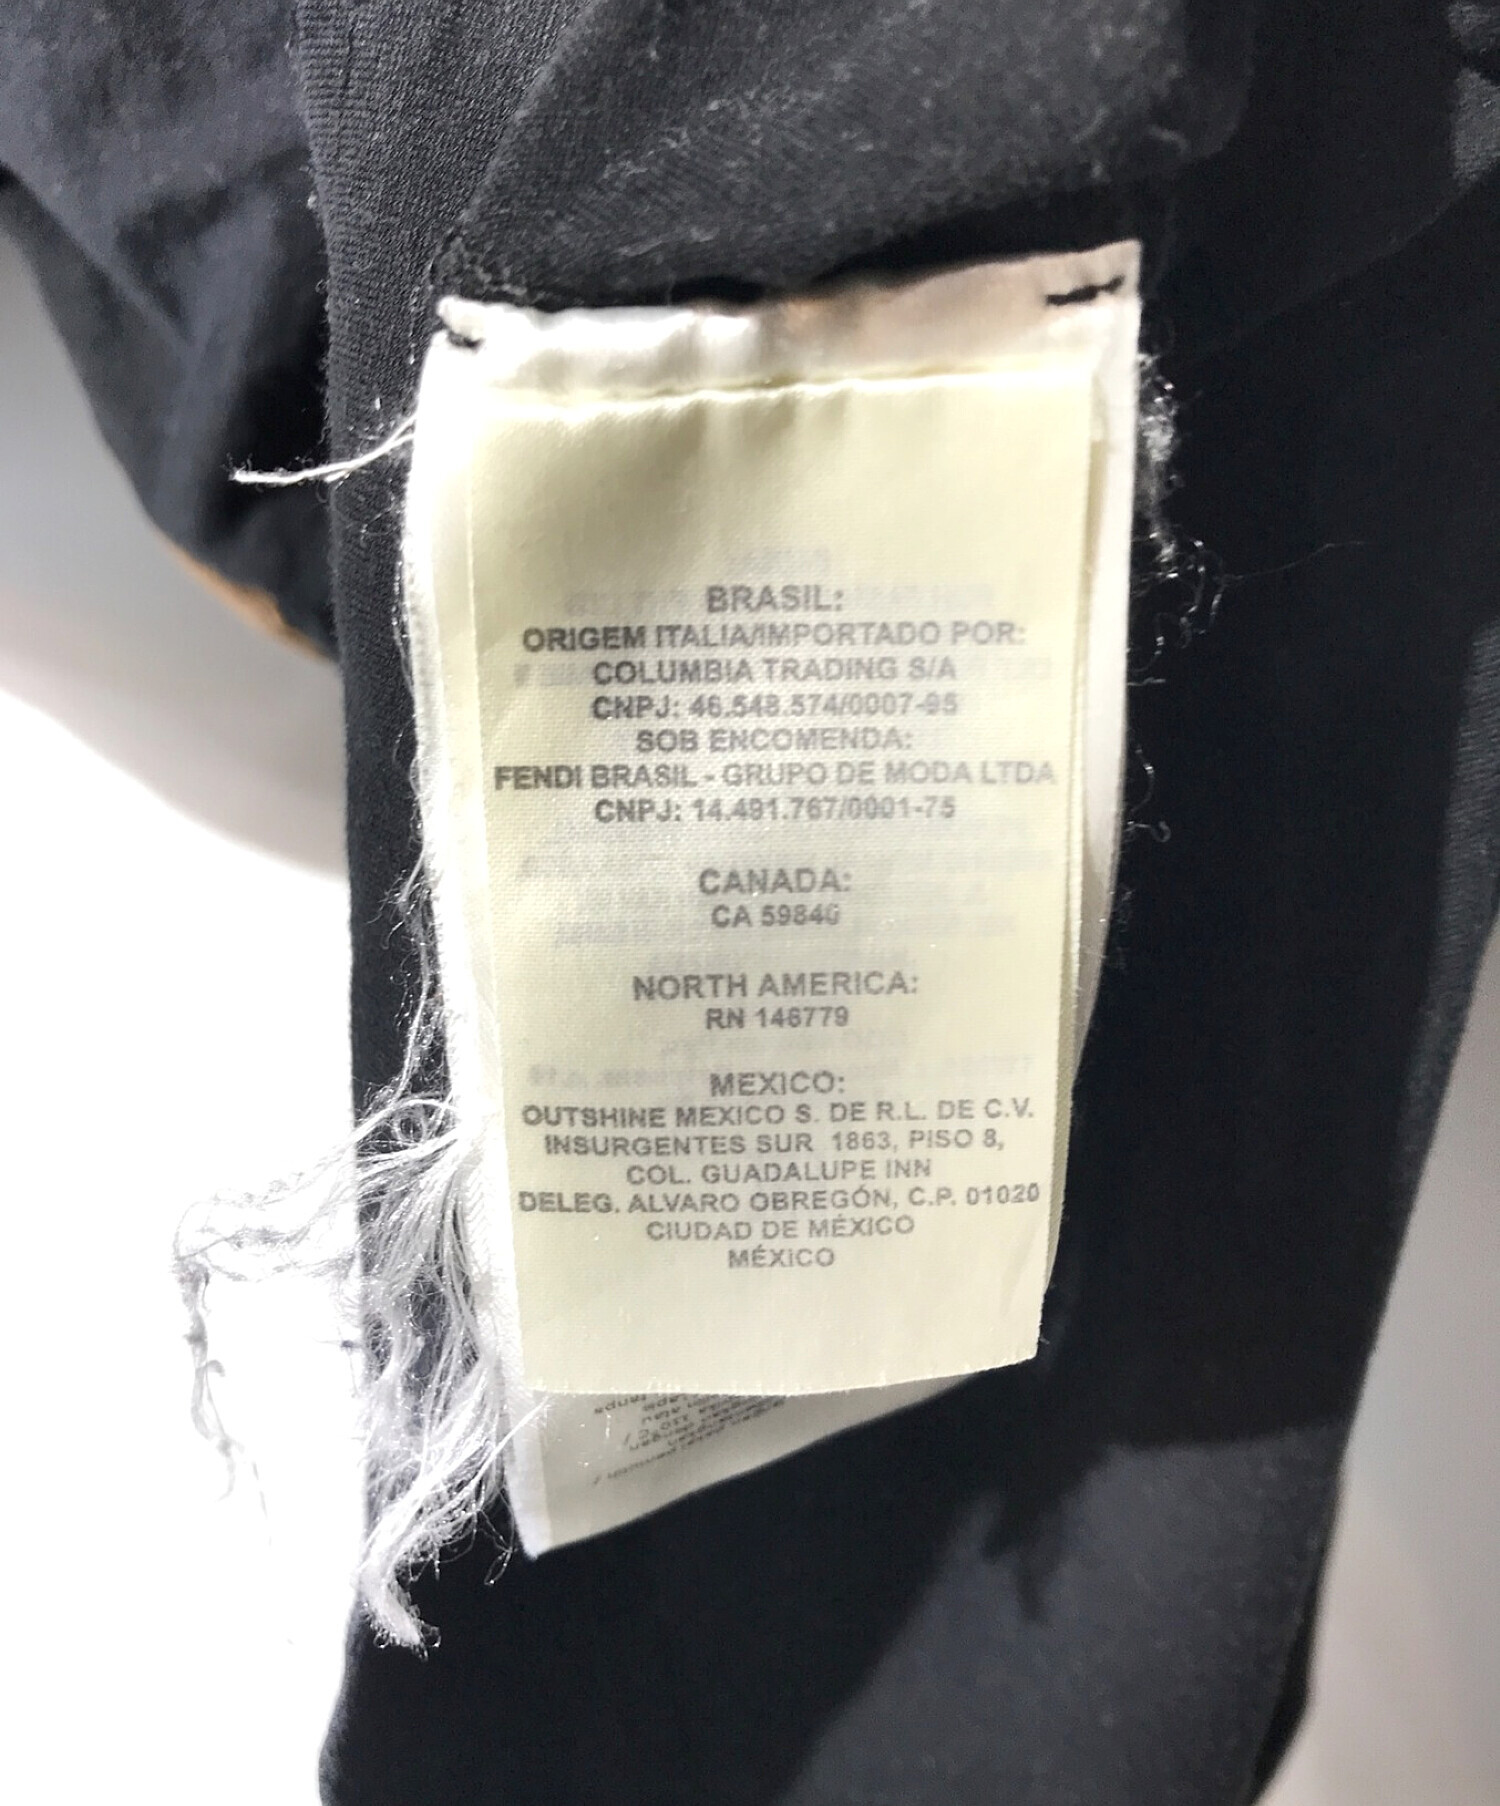 BRASIL:
ORIGEM ITALIA/IMPORTADO POR:
COLUMBIA TRADING S/A
CNPJ: 46.548.574/0007-95
SOB ENCOMENDA:
FENDI BRASIL - GRUPO DE MODA LTDA
CNPJ: 14.491.767/0001-75
CANADA:
CA 59840
NORTH AMERICA:
RN 146779
MEXICO:
OUTSHINE MEXICO S. DE R.L. DE C.V.
INSURGENTES SUR 1863, PISO 8,
COL. GUADALUPE INN
DELEG. ALVARO OBREGÓN, C.P. 01020
CIUDAD DE MÉXICO
MÉXICO